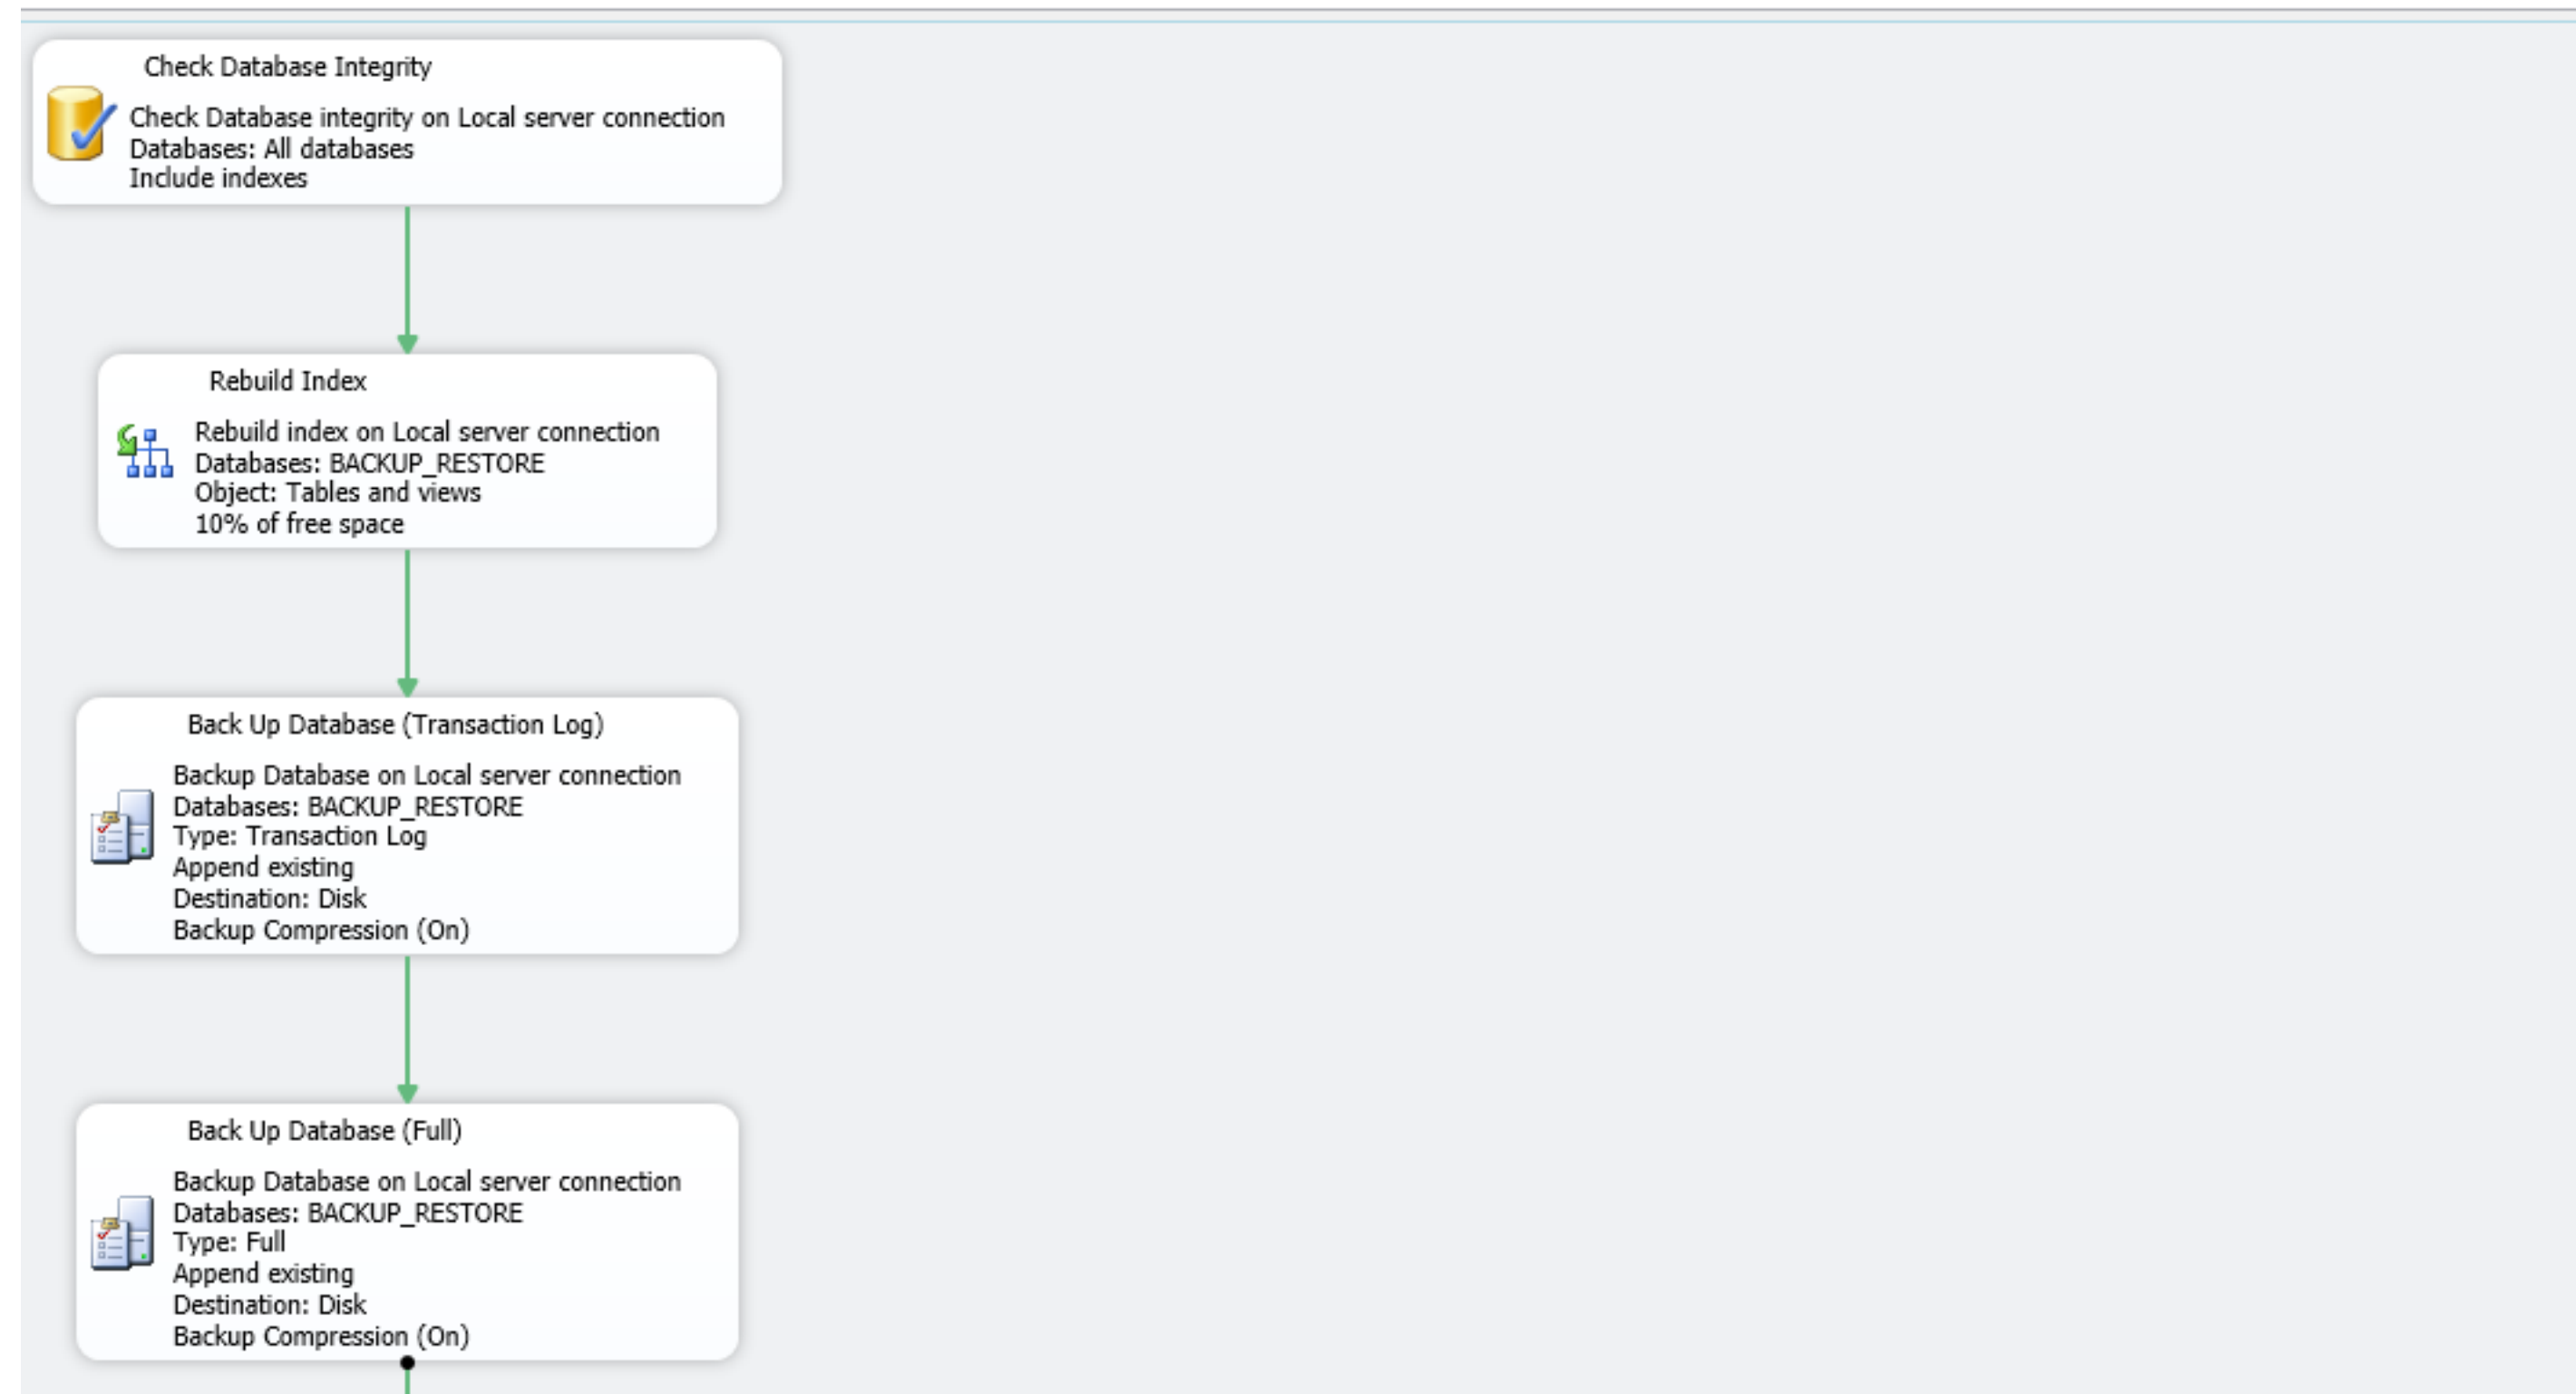 Check Database Integrity
Check Database integrity on Local server connection
Databases: All databases
Include indexes
Rebuild Index
Rebuild index on Local server connection
Databases: BACKUP_RESTORE
Object: Tables and views
10% of free space
Back Up Database (Transaction Log)
Backup Database on Local server connection
Databases: BACKUP_RESTORE
Type: Transaction Log
Append existing
Destination: Disk
Backup Compression (On)
Back Up Database (Full)
Backup Database on Local server connection
Databases: BACKUP_RESTORE
Type: Full
Append existing
Destination: Disk
Backup Compression (On)